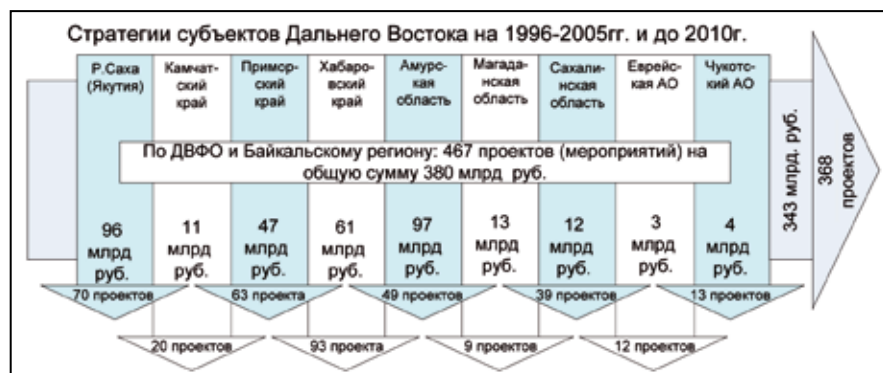 Стратегии субъектов Дальнего Востока на 1996-2005гг. и до 2010г.
Р.Саха
(Якутия)
Камчат-
ский
край
Примор-
ский
край
Хабаро-
вский
край
Амурс-
кая
область
Магада-
нская
область
Сахали-
нская
область
Еврейс-
кая АО
Чукотс-
кий АО
По ДВФО и Байкальскому региону: 467 проектов (мероприятий) на
общую сумму 380 млрд руб.
96
млрд
руб.
11
млрд
руб.
47
млрд
руб.
61
млрд
руб.
97
млрд
руб.
13
млрд
руб.
12
млрд
руб.
3
млрд
руб.
4
млрд
руб.
343 млрд. руб.
368
проектов
70 проектов
63 проекта
49 проектов
39 проектов
13 проектов
20 проектов
93 проекта
9 проектов
12 проектов